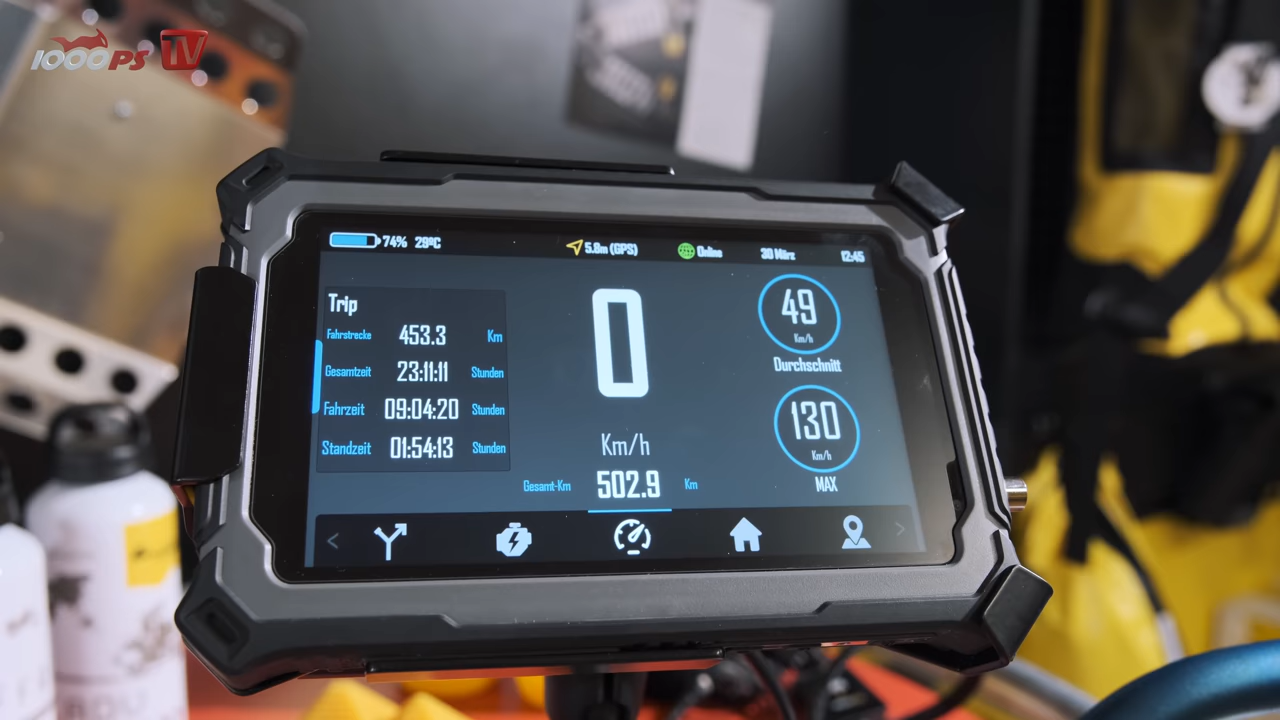 1000PS TV
74% 29ºC 5.8m (GPS) Online 30 März 12:45
Trip
Fahrstrecke 453.3 Km
Gesamtzeit 23:11:11 Stunden
Fahrzeit 09:04:20 Stunden
Standzeit 01:54:13 Stunden
0
Km/h
Gesamt-Km 502.9 Km
49
Km/h
Durchschnitt
130
Km/h
MAX